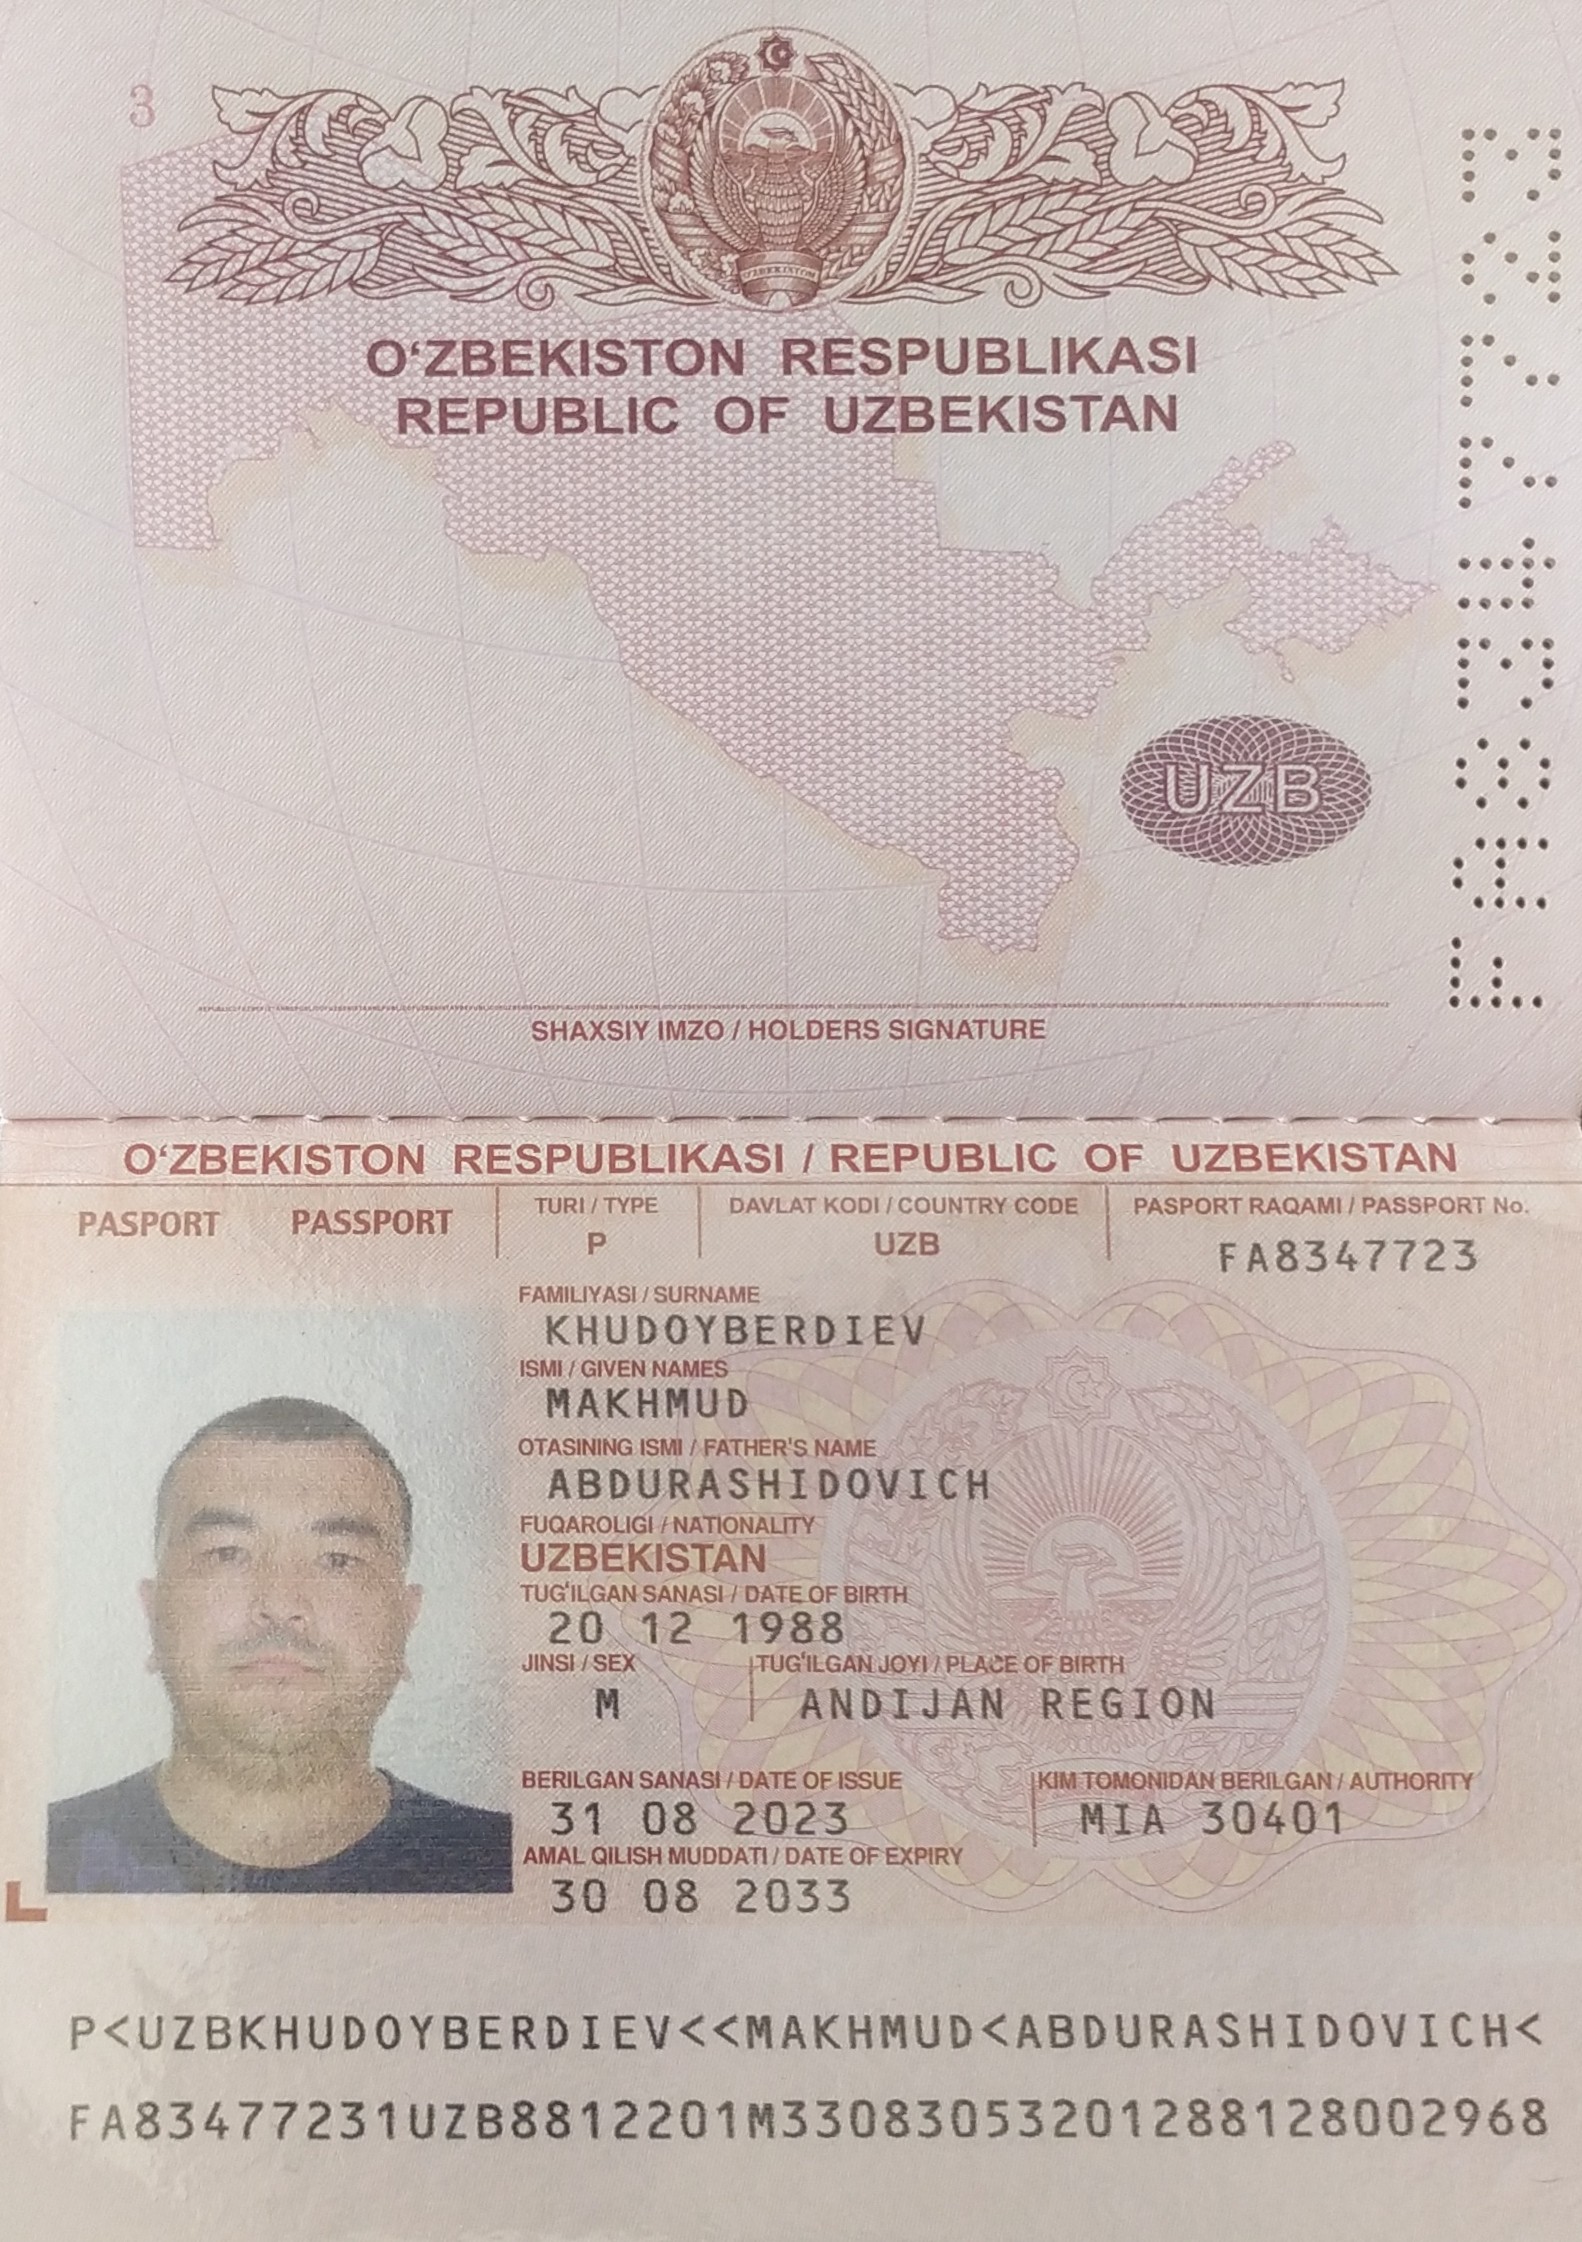 3
O‘ZBEKISTON
O‘ZBEKISTON RESPUBLIKASI
REPUBLIC OF UZBEKISTAN
UZB
SHAXSIY IMZO / HOLDERS SIGNATURE
FA8347723
O‘ZBEKISTON RESPUBLIKASI / REPUBLIC OF UZBEKISTAN
PASPORT PASSPORT
TURI / TYPE
P
DAVLAT KODI / COUNTRY CODE
UZB
PASPORT RAQAMI / PASSPORT No.
FA8347723
FAMILIYASI / SURNAME
KHUDOYBERDIEV
ISMI / GIVEN NAMES
MAKHMUD
OTASINING ISMI / FATHER'S NAME
ABDURASHIDOVICH
FUQAROLIGI / NATIONALITY
UZBEKISTAN
TUG'ILGAN SANASI / DATE OF BIRTH
20 12 1988
JINSI / SEX
M
TUG'ILGAN JOYI / PLACE OF BIRTH
ANDIJAN REGION
BERILGAN SANASI / DATE OF ISSUE
31 08 2023
KIM TOMONIDAN BERILGAN / AUTHORITY
MIA 30401
AMAL QILISH MUDDATI / DATE OF EXPIRY
30 08 2033
P<UZBKHUDOYBERDIEV<<MAKHMUD<ABDURASHIDOVICH<
FA83477231UZB8812201M33083053201288128002968